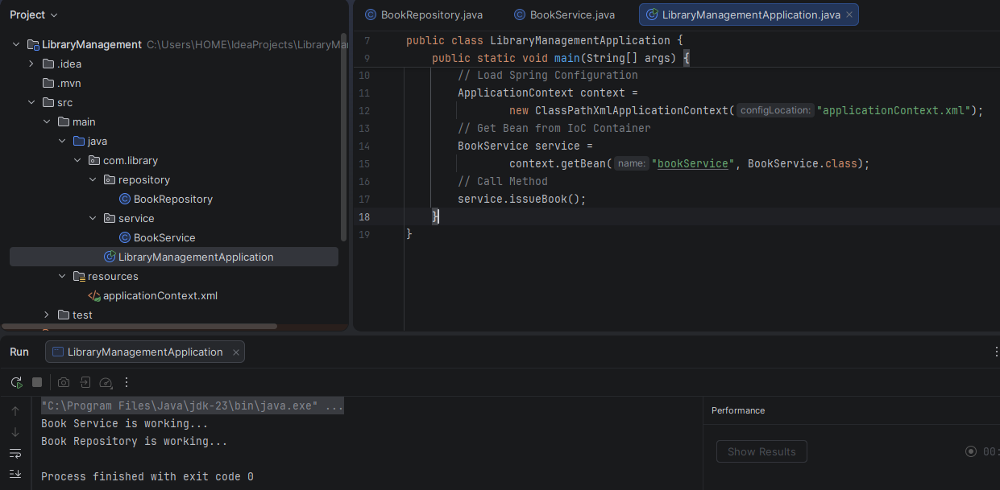 Project
LibraryManagement C:\Users\HOME\IdeaProjects\LibraryMa
.idea
.mvn
src
main
java
com.library
repository
BookRepository
service
BookService
LibraryManagementApplication
resources
applicationContext.xml
test
BookRepository.java BookService.java LibraryManagementApplication.java
7 public class LibraryManagementApplication {
9 public static void main(String[] args) {
10 // Load Spring Configuration
11 ApplicationContext context =
12 new ClassPathXmlApplicationContext( configLocation: "applicationContext.xml");
13 // Get Bean from IoC Container
14 BookService service =
15 context.getBean( name: "bookService", BookService.class);
16 // Call Method
17 service.issueBook();
18 }
19 }
Run LibraryManagementApplication
"C:\Program Files\Java\jdk-23\bin\java.exe" ...
Book Service is working...
Book Repository is working...
Process finished with exit code 0
Performance
Show Results 00: